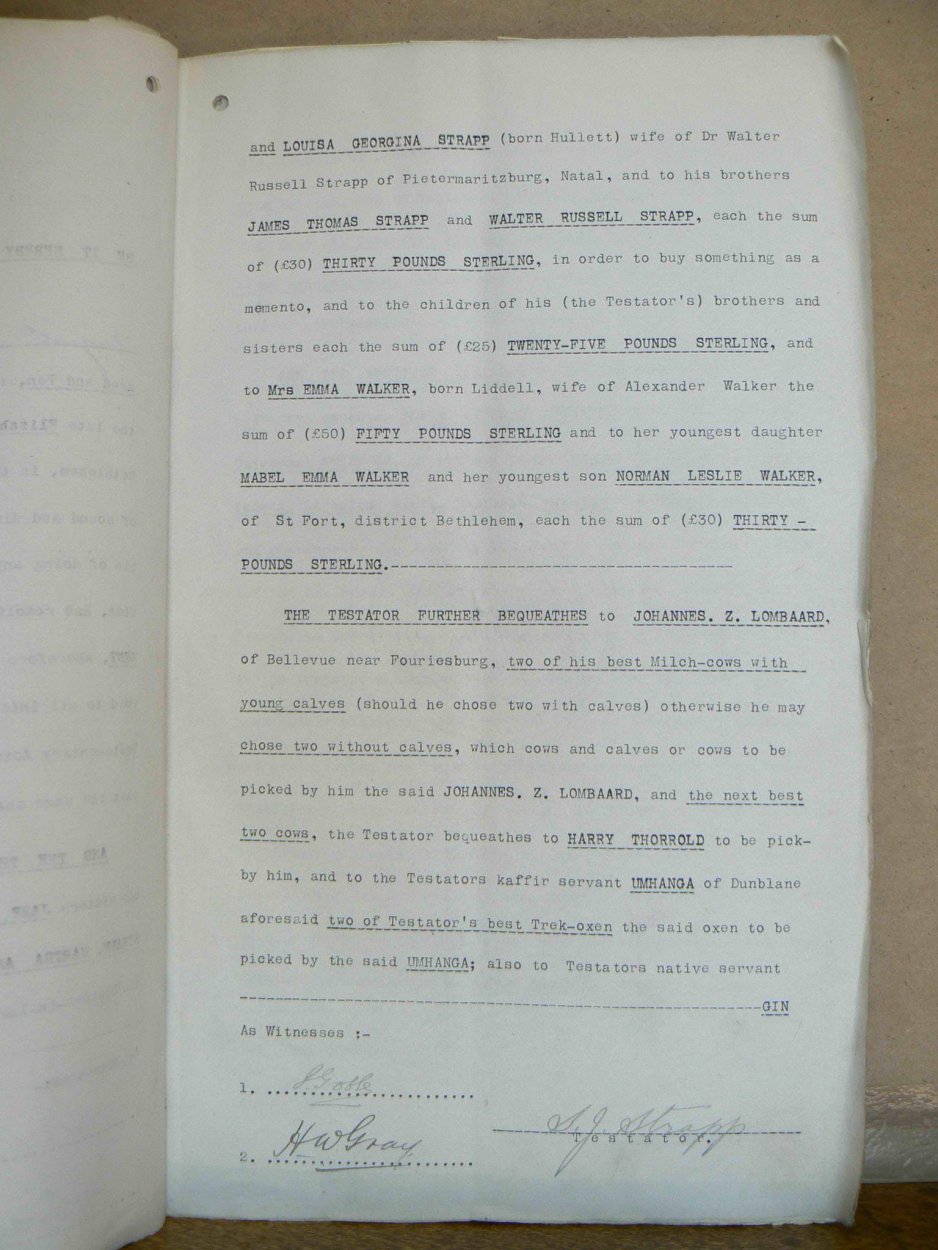 and LOUISA GEORGINA STRAPP (born Hullett) wife of Dr Walter
Russell Strapp of Pietermaritzburg, Natal, and to his brothers
JAMES THOMAS STRAPP and WALTER RUSSELL STRAPP, each the sum
of (£30) THIRTY POUNDS STERLING, in order to buy something as a
memento, and to the children of his (the Testator's) brothers and
sisters each the sum of (£25) TWENTY-FIVE POUNDS STERLING, and
to Mrs EMMA WALKER, born Liddell, wife of Alexander Walker the
sum of (£50) FIFTY POUNDS STERLING and to her youngest daughter
MABEL EMMA WALKER and her youngest son NORMAN LESLIE WALKER,
of St Fort, district Bethlehem, each the sum of (£30) THIRTY -
POUNDS STERLING.-----------------------------------
THE TESTATOR FURTHER BEQUEATHES to JOHANNES. Z. LOMBAARD,
of Bellevue near Fouriesburg, two of his best Milch-cows with
young calves (should he chose two with calves) otherwise he may
chose two without calves, which cows and calves or cows to be
picked by him the said JOHANNES. Z. LOMBAARD, and the next best
two cows, the Testator bequeathes to HARRY THORROLD to be pick-
by him, and to the Testators kaffir servant UMHANGA of Dunblane
aforesaid two of Testator's best Trek-oxen the said oxen to be
picked by the said UMHANGA; also to Testators native servant
-----------------------------------------------------GIN
As Witnesses :-
1. ........................
S. J. Strapp
Testator.
2. HWGray